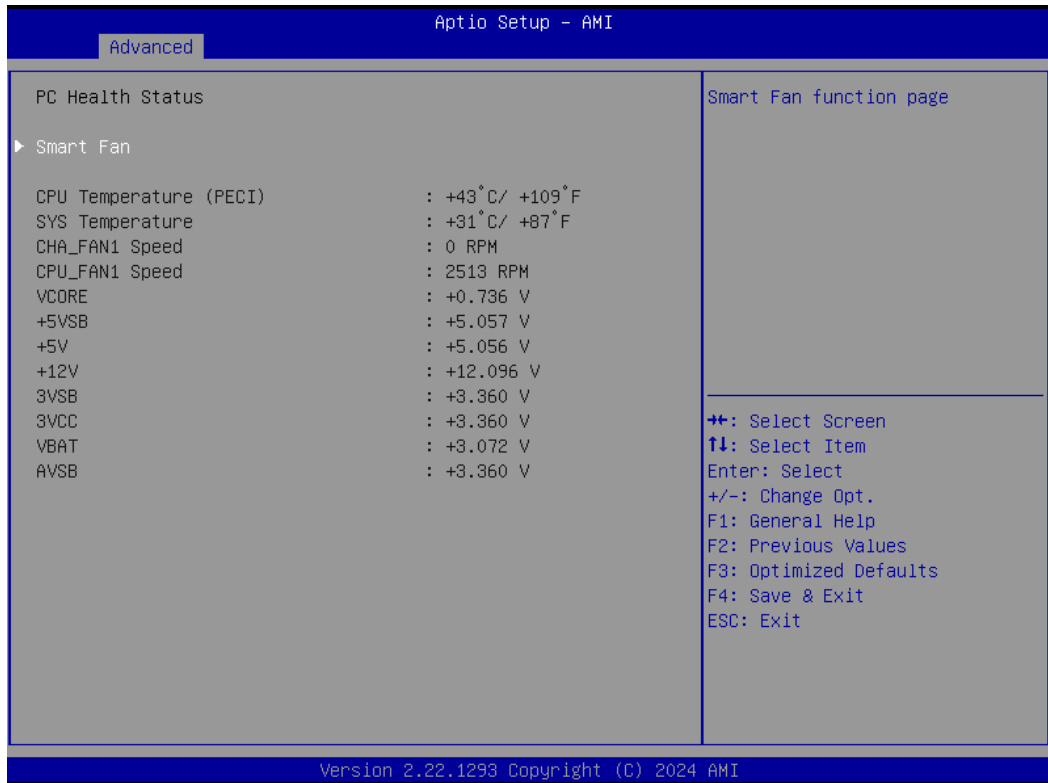 Aptio Setup – AMI
Advanced
PC Health Status
Smart Fan
CPU Temperature (PECI) : +43°C/ +109°F
SYS Temperature : +31°C/ +87°F
CHA_FAN1 Speed : 0 RPM
CPU_FAN1 Speed : 2513 RPM
VCORE : +0.736 V
+5VSB : +5.057 V
+5V : +5.056 V
+12V : +12.096 V
3VSB : +3.360 V
3VCC : +3.360 V
VBAT : +3.072 V
AVSB : +3.360 V
Smart Fan function page
→←: Select Screen
↑↓: Select Item
Enter: Select
+/-: Change Opt.
F1: General Help
F2: Previous Values
F3: Optimized Defaults
F4: Save & Exit
ESC: Exit
Version 2.22.1293 Copyright (C) 2024 AMI